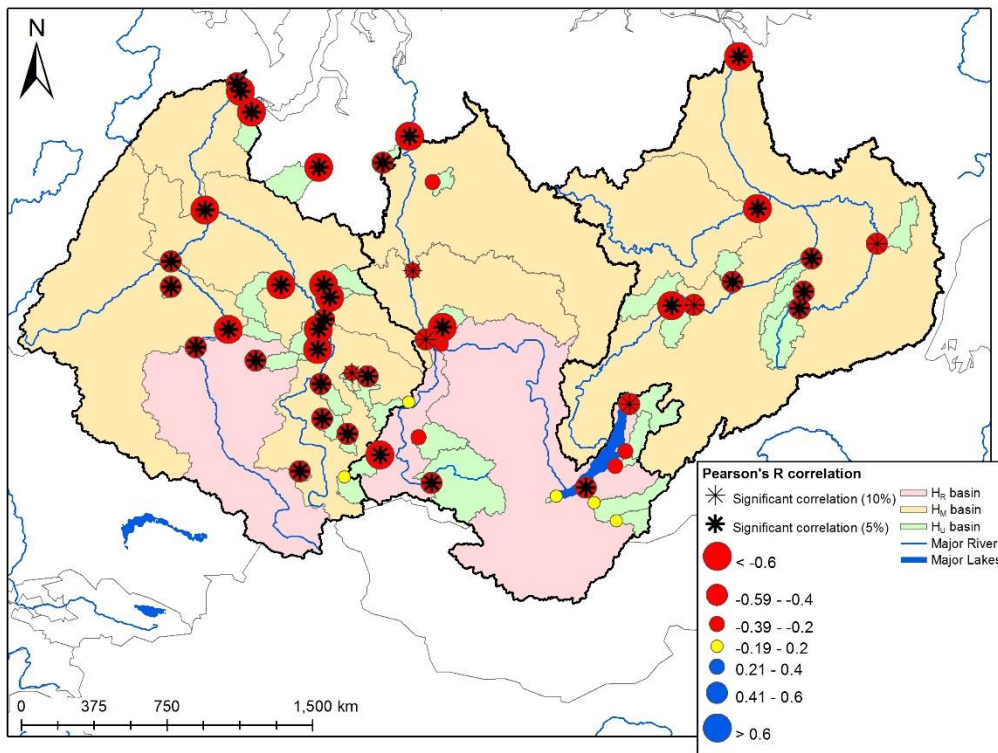 N
Pearson's R correlation
Significant correlation (10%)
Significant correlation (5%)
< -0.6
-0.59 - -0.4
-0.39 - -0.2
-0.19 - 0.2
0.21 - 0.4
0.41 - 0.6
> 0.6
HR basin
HM basin
HU basin
Major River
Major Lakes
0 375 750 1,500 km